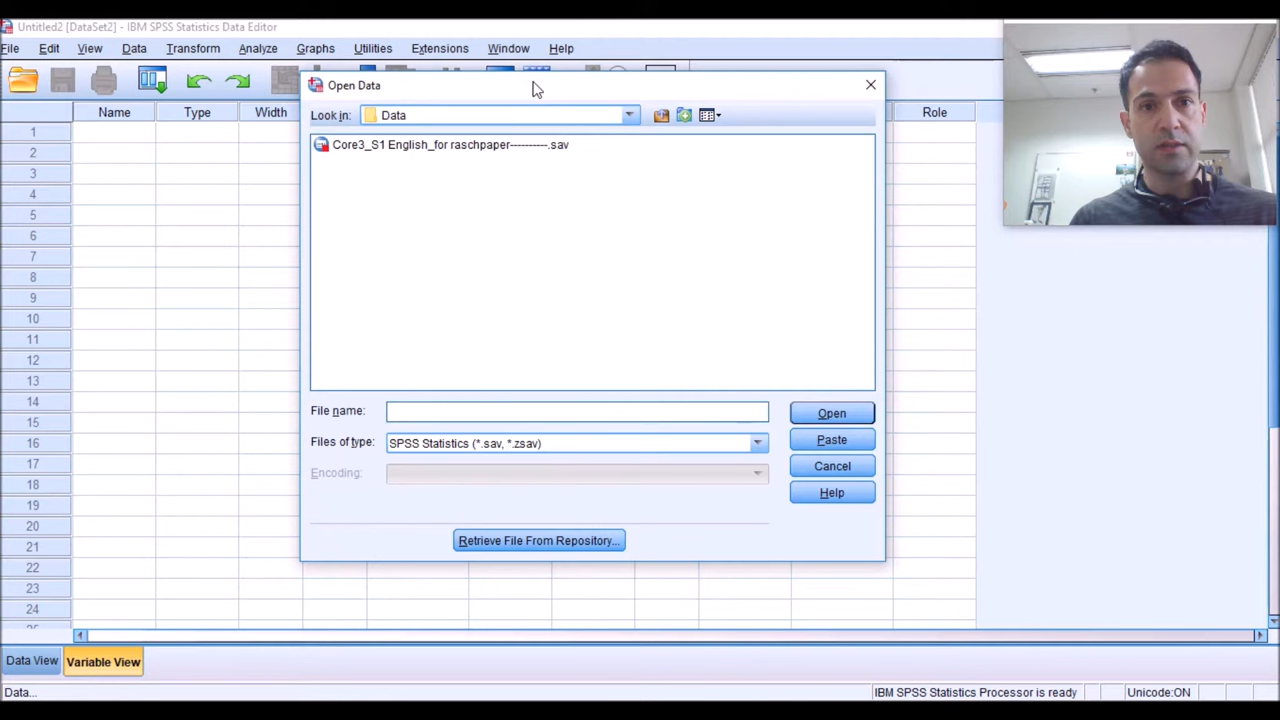 Untitled2 [DataSet2] - IBM SPSS Statistics Data Editor
File Edit View Data Transform Analyze Graphs Utilities Extensions Window Help
Open Data
Look in: Data
Name Type Width Role
Core3_S1 English_for raschpaper----------.sav
1
2
3
4
5
6
7
8
9
10
11
12
13
14
15
16
17
18
19
20
21
22
23
24
File name: Open
Files of type: SPSS Statistics (*.sav, *.zsav) Paste
Encoding: Cancel
Help
Retrieve File From Repository...
Data View Variable View
Data... IBM SPSS Statistics Processor is ready Unicode:ON